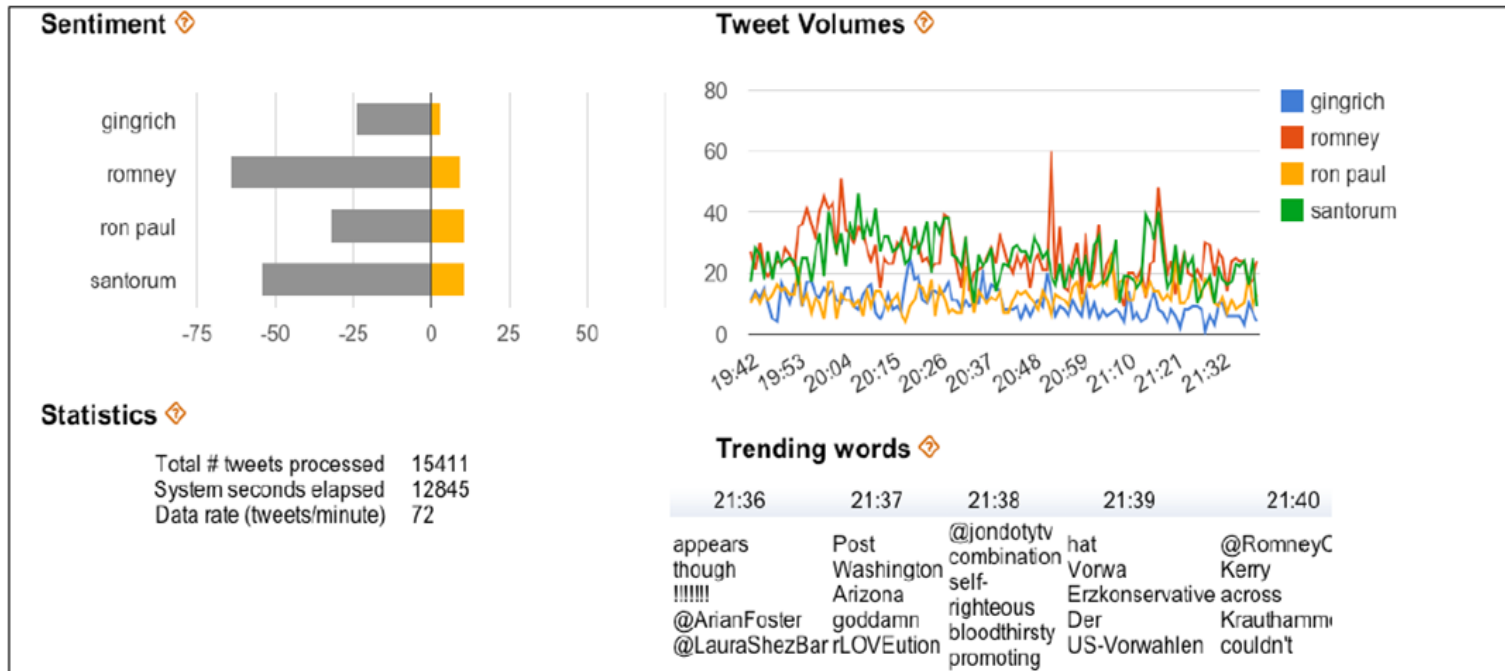 Sentiment
gingrich
romney
ron paul
santorum
-75 -50 -25 0 25 50
Statistics
Total # tweets processed 15411
System seconds elapsed 12845
Data rate (tweets/minute) 72
Tweet Volumes
80
60
40
20
0
19:42 19:53 20:04 20:15 20:26 20:37 20:48 20:59 21:10 21:21 21:32
gingrich
romney
ron paul
santorum
Trending words
21:36 21:37 21:38 21:39 21:40
appears
though
!!!!!!!
@ArianFoster
@LauraShezBar
Post
Washington
Arizona
goddamn
rLOVEution
@jondotytv
combination
self-
righteous
bloodthirsty
promoting
hat
Vorwa
Erzkonservative
Der
US-Vorwahlen
@RomneyC
Kerry
across
Krauthamm
couldn't